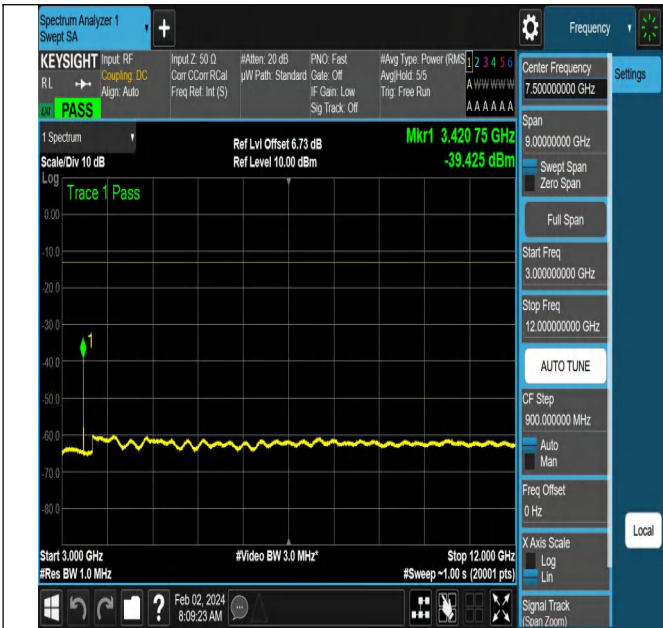 Spectrum Analyzer 1
Swept SA
Frequency
KEYSIGHT
Input: RF
Coupling: DC
Align: Auto
Input Z: 50 Ω
Corr CCorr RCal
Freq Ref: Int (S)
#Atten: 20 dB
µW Path: Standard
PNO: Fast
Gate: Off
IF Gain: Low
Sig Track: Off
#Avg Type: Power (RMS
Avg|Hold: 5/5
Trig: Free Run
1 2 3 4 5 6
A W W W W W
A A A A A A
R L
PASS
1 Spectrum
Scale/Div 10 dB
Ref Lvl Offset 6.73 dB
Ref Level 10.00 dBm
Mkr1 3.420 75 GHz
-39.425 dBm
Log
Trace 1 Pass
0.00
-10.0
-20.0
-30.0
1
-40.0
-50.0
-60.0
-70.0
-80.0
Start 3.000 GHz
#Res BW 1.0 MHz
#Video BW 3.0 MHz*
Stop 12.000 GHz
#Sweep ~1.00 s (20001 pts)
Feb 02, 2024
8:09:23 AM
?
Settings
Center Frequency
7.500000000 GHz
Span
9.00000000 GHz
Swept Span
Zero Span
Full Span
Start Freq
3.000000000 GHz
Stop Freq
12.000000000 GHz
AUTO TUNE
CF Step
900.000000 MHz
Auto
Man
Freq Offset
0 Hz
X Axis Scale
Log
Lin
Local
Signal Track
(Span Zoom)